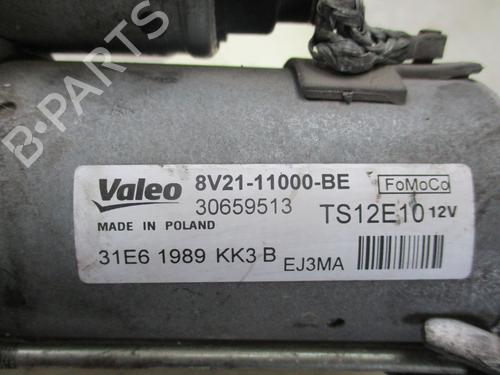 B-PARTS
Valeo
8V21-11000-BE
FoMoCo
30659513
TS12E10 12V
MADE IN POLAND
31E6 1989 KK3 B
EJ3MA